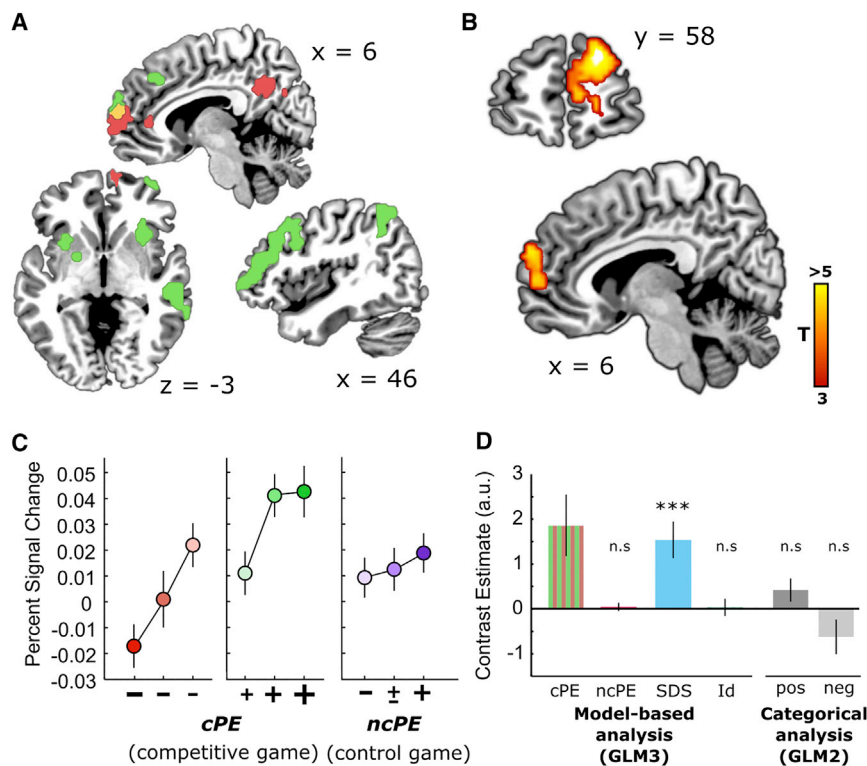 A
x = 6
z = -3
x = 46
B
y = 58
x = 6
>5
T
3
C
Percent Signal Change
0.05
0.04
0.03
0.02
0.01
0
-0.01
-0.02
-0.03
- - - + + + - ± +
cPE ncPE
(competitive game) (control game)
D
Contrast Estimate (a.u.)
3
2
1
0
-1
***
n.s n.s n.s n.s
cPE ncPE SDS Id pos neg
Model-based Categorical
analysis analysis
(GLM3) (GLM2)